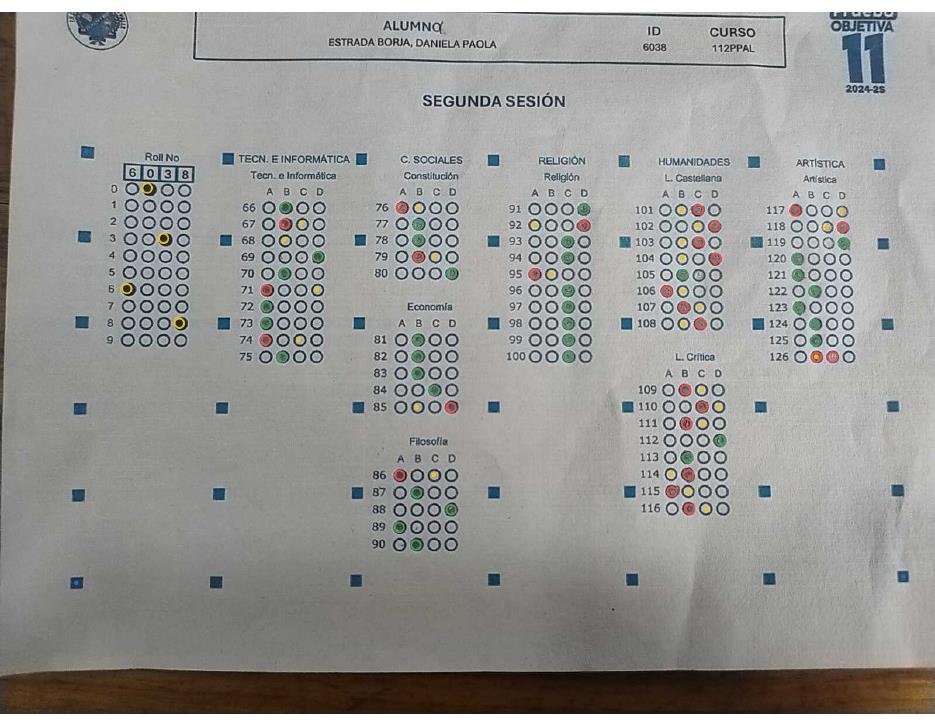 ALUMNO
ESTRADA BORJA, DANIELA PAOLA
ID
6038
CURSO
112PPAL
Prueba
OBJETIVA
11
2024-2S
SEGUNDA SESIÓN
Roll No
6 0 3 8
0
1
2
3
4
5
6
7
8
9
TECN. E INFORMÁTICA
Tecn. e Informática
A B C D
66
67
68
69
70
71
72
73
74
75
C. SOCIALES
Constitución
A B C D
76
77
78
79
80
Economía
A B C D
81
82
83
84
85
Filosofía
A B C D
86
87
88
89
90
RELIGIÓN
Religión
A B C D
91
92
93
94
95
96
97
98
99
100
HUMANIDADES
L. Castellana
A B C D
101
102
103
104
105
106
107
108
L. Crítica
A B C D
109
110
111
112
113
114
115
116
ARTÍSTICA
Artística
A B C D
117
118
119
120
121
122
123
124
125
126